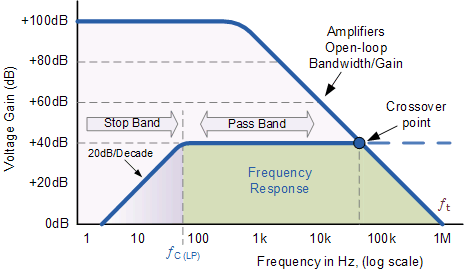 +100dB
Amplifiers
Open-loop
Bandwidth/Gain
+80dB
+60dB
Crossover
point
Stop Band
Pass Band
+40dB
20dB/Decade
Frequency
Response
+20dB
0dB
ft
Voltage Gain (dB)
1 10 100 1k 10k 100k 1M
fC (LP)
Frequency in Hz, (log scale)